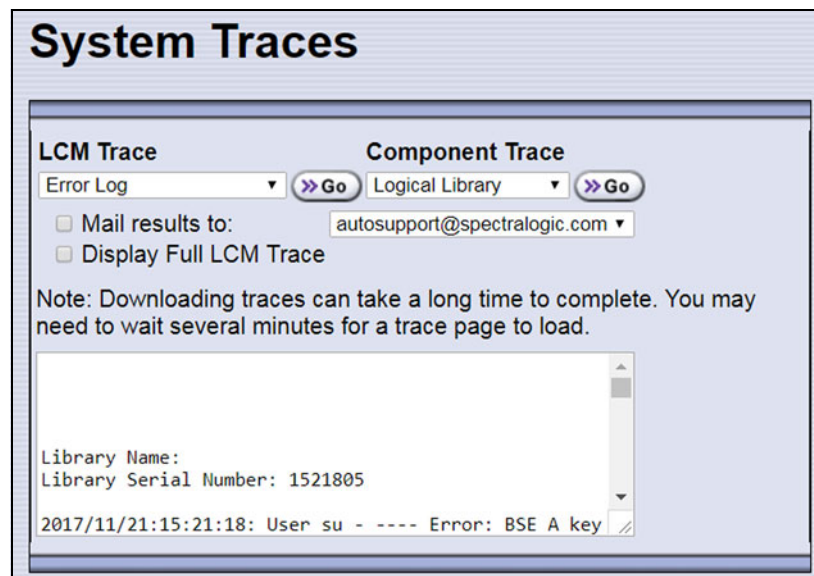 System Traces
LCM Trace Component Trace
Error Log Go Logical Library Go
Mail results to: autosupport@spectralogic.com
Display Full LCM Trace
Note: Downloading traces can take a long time to complete. You may
need to wait several minutes for a trace page to load.
Library Name:
Library Serial Number: 1521805
2017/11/21:15:21:18: User su - ---- Error: BSE A key